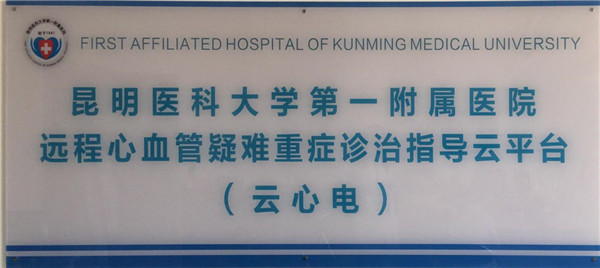 FIRST AFFILIATED HOSPITAL OF KUNMING MEDICAL UNIVERSITY
昆明医科大学第一附属医院
远程心血管疑难重症诊治指导云平台
（云心电）